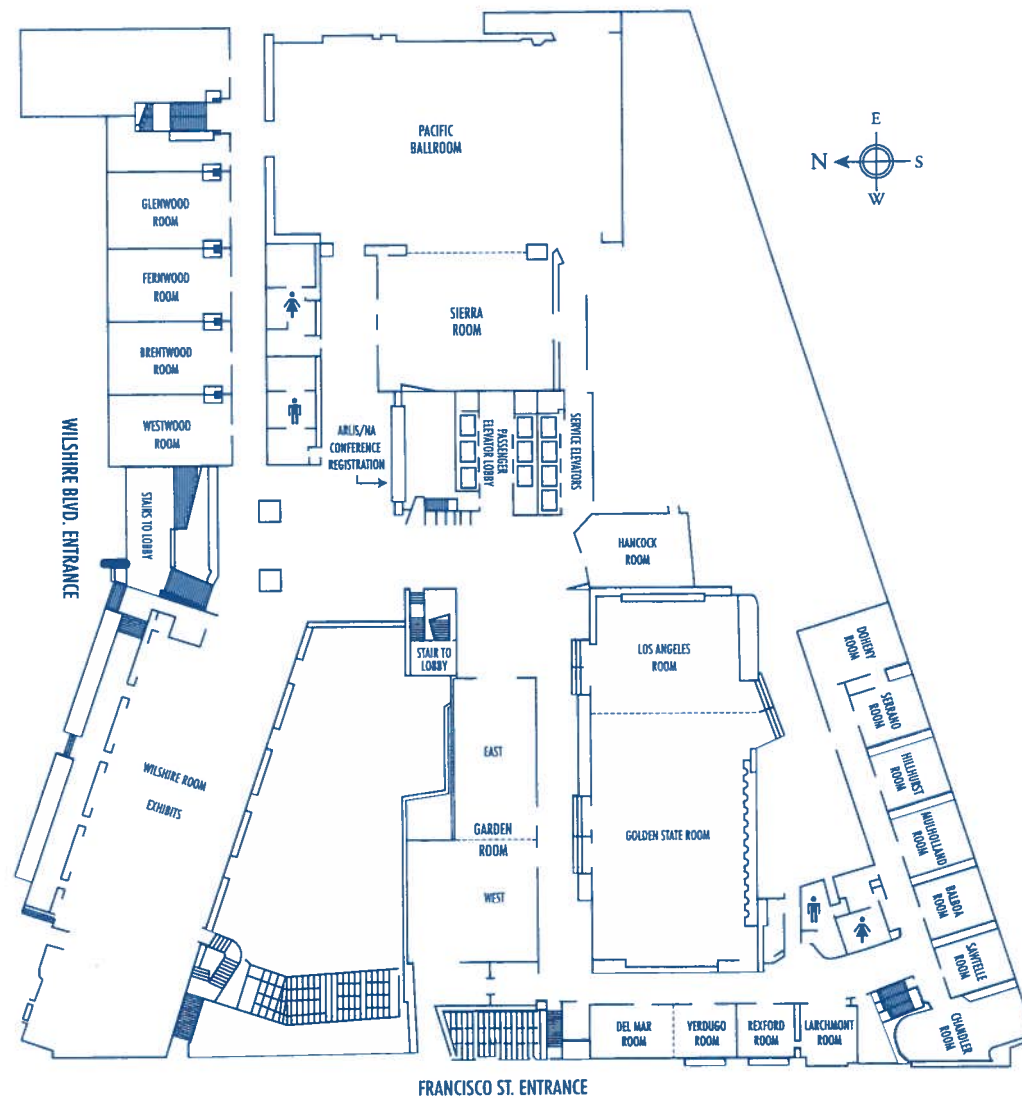 PACIFIC
BALLROOM
E
N
S
W
GLENWOOD
ROOM
FERNWOOD
ROOM
SIERRA
ROOM
BRENTWOOD
ROOM
WESTWOOD
ROOM
ARLIS/NA
CONFERENCE
REGISTRATION
PASSENGER
ELEVATOR LOBBY
SERVICE ELEVATORS
WILSHIRE BLVD. ENTRANCE
STAIRS TO LOBBY
HANCOCK
ROOM
STAIR TO
LOBBY
LOS ANGELES
ROOM
DOHENY
ROOM
SERRANO
ROOM
HILLHURST
ROOM
MULHOLLAND
ROOM
BALBOA
ROOM
SAWTELLE
ROOM
CHANDLER
ROOM
WILSHIRE ROOM
EXHIBITS
EAST
GARDEN
ROOM
WEST
GOLDEN STATE ROOM
DEL MAR
ROOM
VERDUGO
ROOM
REXFORD
ROOM
LARCHMONT
ROOM
FRANCISCO ST. ENTRANCE